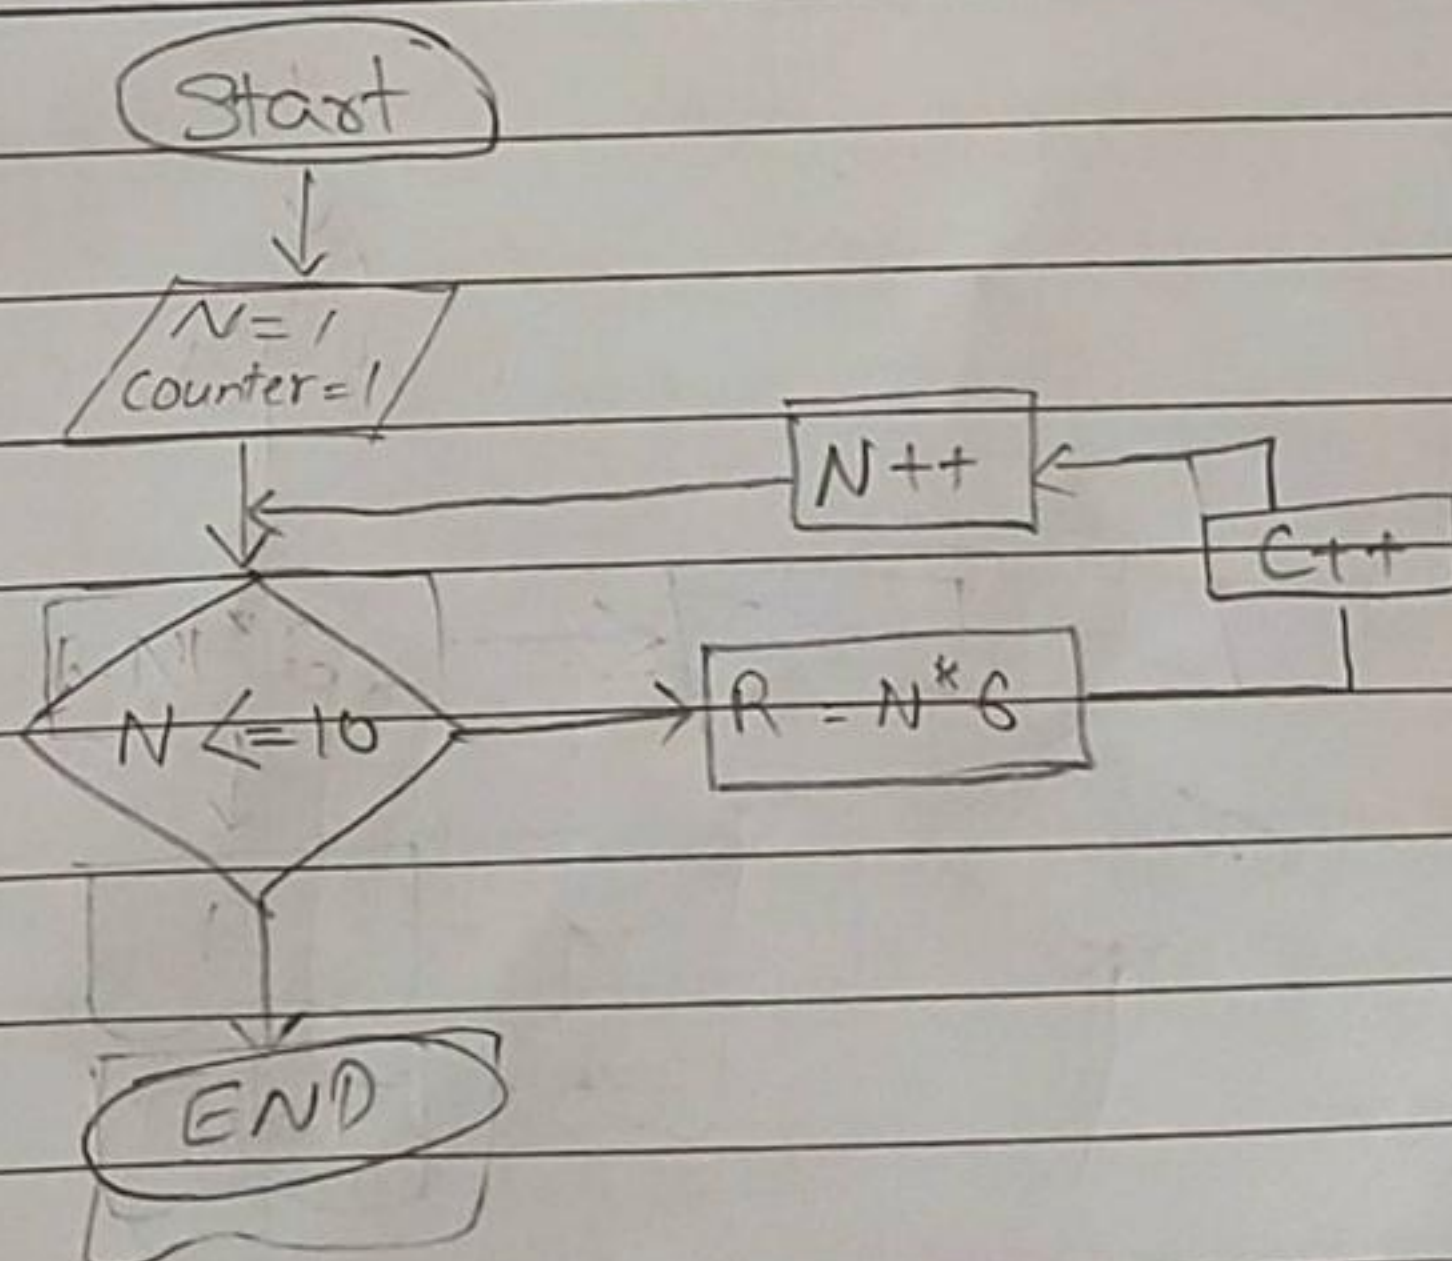 Start
N=1
counter=1
N++
C++
N <=10
R = N*6
END